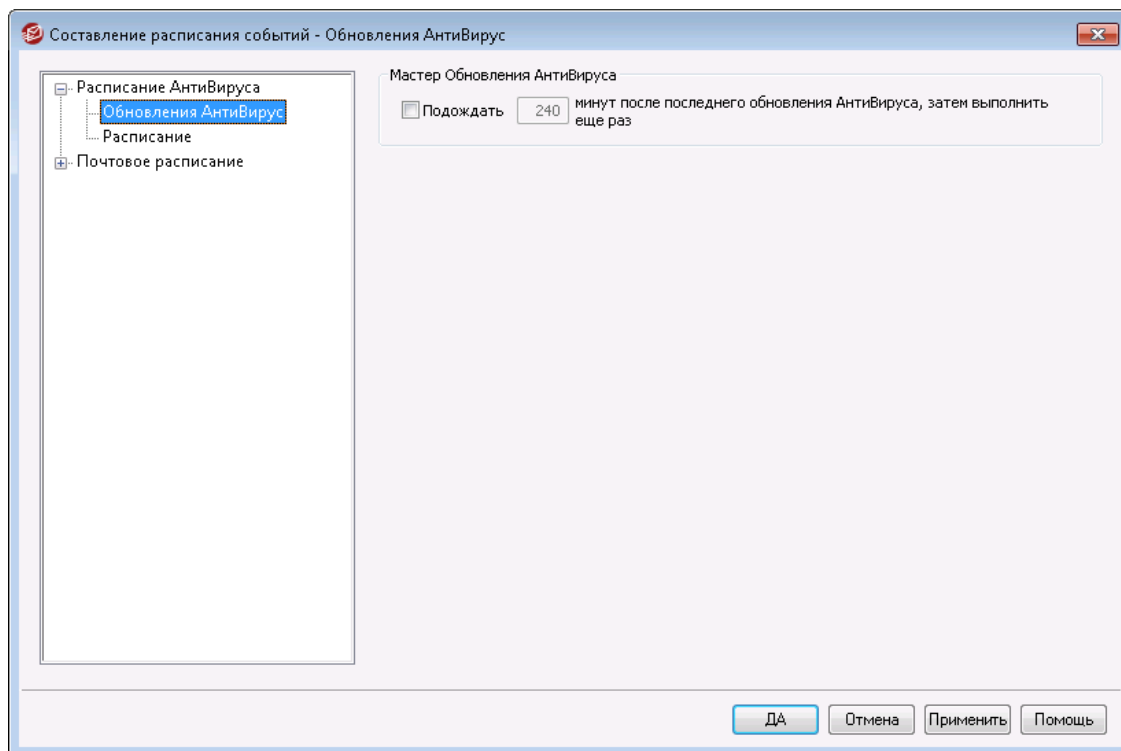 Составление расписания событий - Обновления АнтиВирус
Расписание АнтиВируса
Обновления АнтиВирус
Расписание
Почтовое расписание
Мастер Обновления АнтиВируса
Подождать 240 минут после последнего обновления АнтиВируса, затем выполнить
еще раз
ДА Отмена Применить Помощь